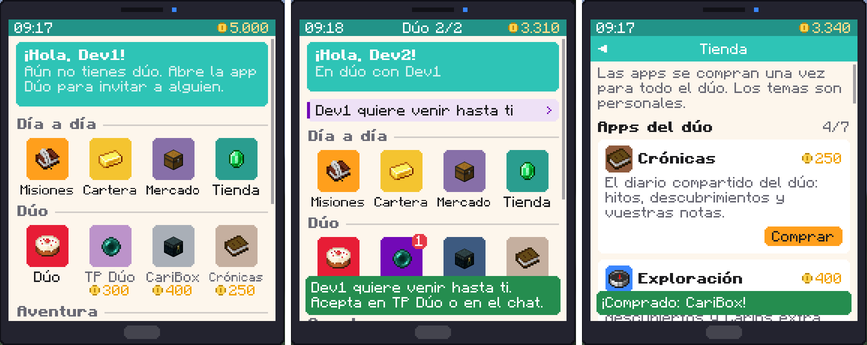 09:17
5.000
¡Hola, Dev1!
Aún no tienes dúo. Abre la app
Dúo para invitar a alguien.
Día a día
Misiones Cartera Mercado Tienda
Dúo
Dúo TP Dúo CariBox Crónicas
300 400 250
Aventura
09:18 Dúo 2/2 3.310
¡Hola, Dev2!
En dúo con Dev1
Dev1 quiere venir hasta ti >
Día a día
Misiones Cartera Mercado Tienda
Dúo
1
Dev1 quiere venir hasta ti.
Acepta en TP Dúo o en el chat.
09:17 3.340
Tienda
Las apps se compran una vez
para todo el dúo. Los temas son
personales.
Apps del dúo 4/7
Crónicas 250
El diario compartido del dúo:
hitos, descubrimientos y
vuestras notas.
Comprar
Exploración 400
¡Comprado: CariBox!